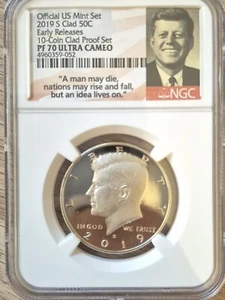 Official US Mint Set
2019 S Clad 50C
Early Releases
10-Coin Clad Proof Set
PF 70 ULTRA CAMEO
4960359-052
"A man may die,
nations may rise and fall,
but an idea lives on."
NGC
LIBERTY
IN GOD WE TRUST
S
2019